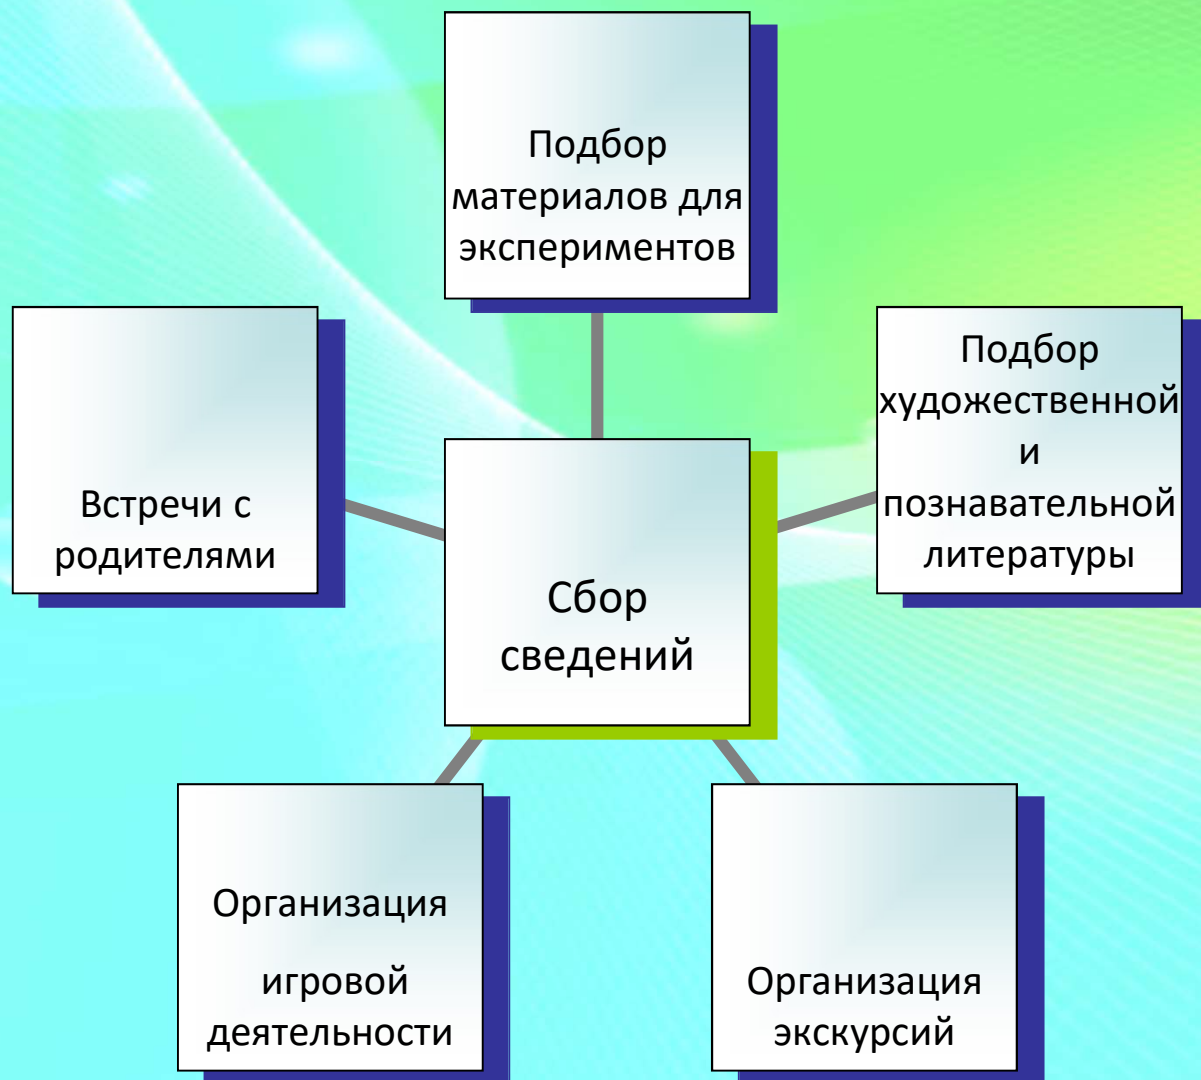 Подбор
материалов для
экспериментов
Подбор
художественной
и
познавательной
литературы
Встречи с
родителями
Сбор
сведений
Организация
игровой
деятельности
Организация
экскурсий